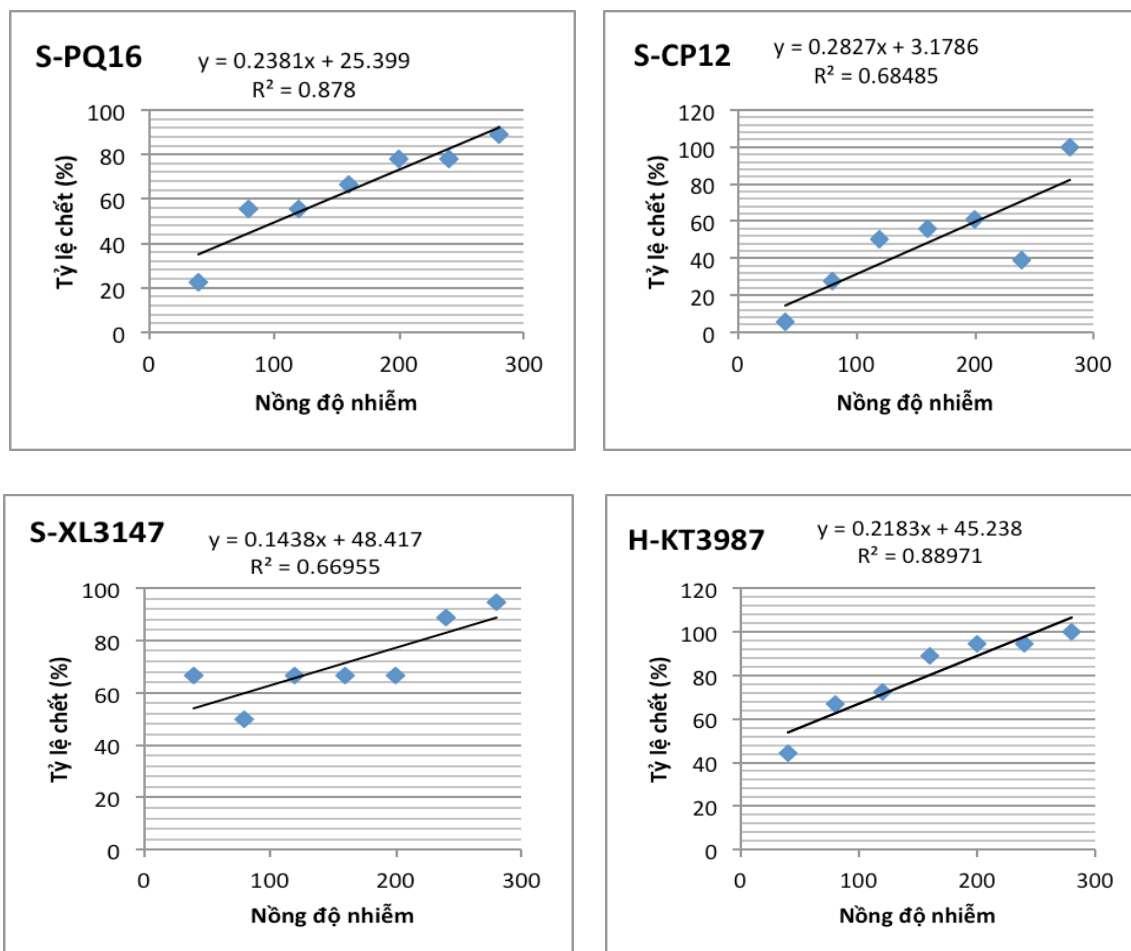 S-PQ16
y = 0.2381x + 25.399
R² = 0.878
100
80
60
40
20
0
0 100 200 300
Tỷ lệ chết (%)
Nồng độ nhiễm
S-CP12
y = 0.2827x + 3.1786
R² = 0.68485
120
100
80
60
40
20
0
0 100 200 300
Tỷ lệ chết (%)
Nồng độ nhiễm
S-XL3147
y = 0.1438x + 48.417
R² = 0.66955
100
80
60
40
20
0
0 100 200 300
Tỷ lệ chết (%)
Nồng độ nhiễm
H-KT3987
y = 0.2183x + 45.238
R² = 0.88971
120
100
80
60
40
20
0
0 100 200 300
Tỷ lệ chết (%)
Nồng độ nhiễm